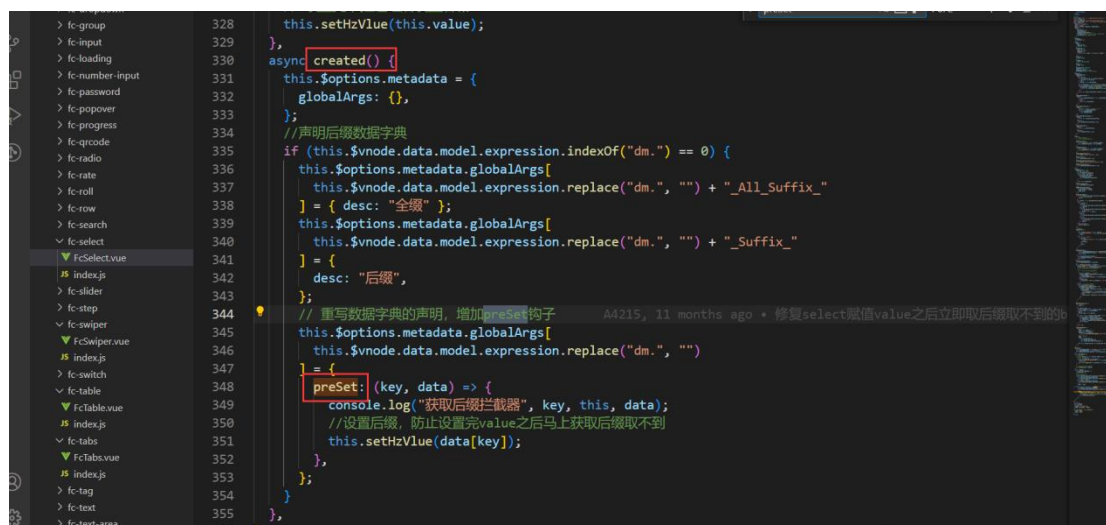 > fc-group
> fc-input
> fc-loading
> fc-number-input
> fc-password
> fc-popover
> fc-progress
> fc-qrcode
> fc-radio
> fc-rate
> fc-roll
> fc-row
> fc-search
∨ fc-select
FcSelect.vue
JS index.js
> fc-slider
> fc-step
∨ fc-swiper
FcSwiper.vue
JS index.js
> fc-switch
∨ fc-table
FcTable.vue
JS index.js
∨ fc-tabs
FcTabs.vue
JS index.js
> fc-tag
> fc-text
> fc-text-area
328 this.setHzVlue(this.value);
329 },
330 async created() {
331 this.$options.metadata = {
332 globalArgs: {},
333 };
334 //声明后缀数据字典
335 if (this.$vnode.data.model.expression.indexOf("dm.") == 0) {
336 this.$options.metadata.globalArgs[
337 this.$vnode.data.model.expression.replace("dm.", "") + "_All_Suffix_"
338 ] = { desc: "全缀" };
339 this.$options.metadata.globalArgs[
340 this.$vnode.data.model.expression.replace("dm.", "") + "_Suffix_"
341 ] = {
342 desc: "后缀",
343 };
344 // 重写数据字典的声明，增加preSet钩子 A4215, 11 months ago • 修复select赋值value之后立即取后缀取不到的b
345 this.$options.metadata.globalArgs[
346 this.$vnode.data.model.expression.replace("dm.", "")
347 ] = {
348 preSet: (key, data) => {
349 console.log("获取后缀拦截器", key, this, data);
350 //设置后缀，防止设置完value之后马上获取后缀取不到
351 this.setHzVlue(data[key]);
352 },
353 };
354 }
355 },